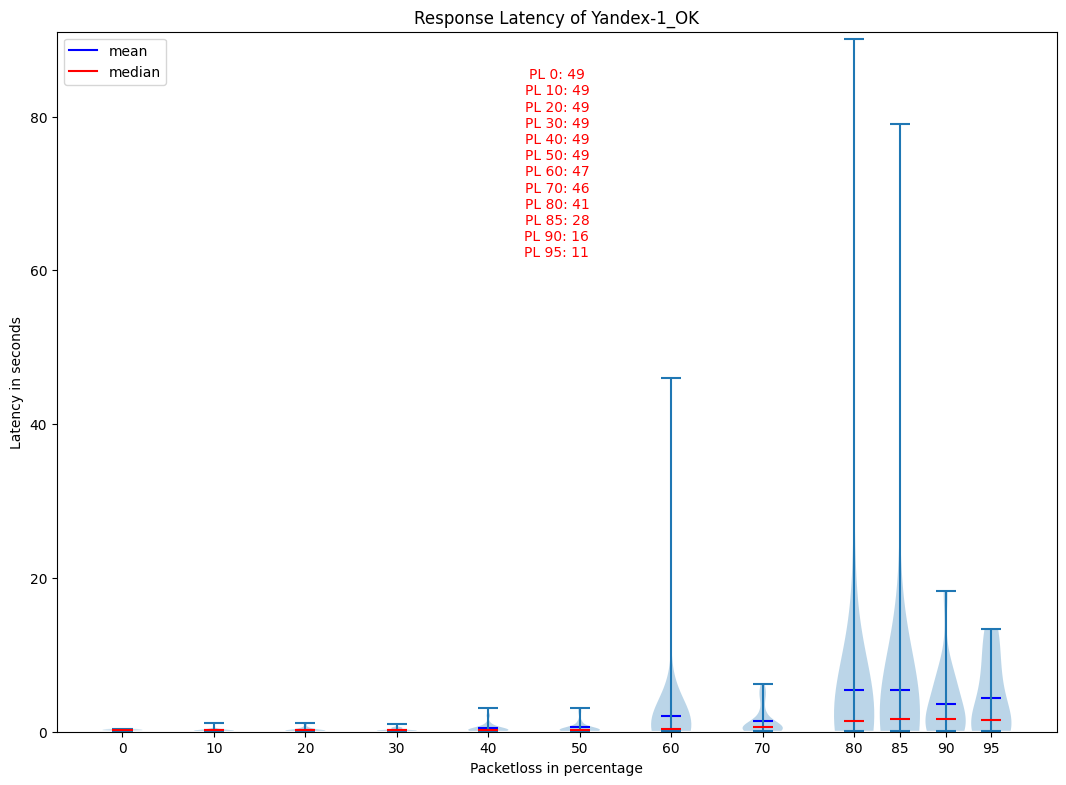 Response Latency of Yandex-1_OK
mean
median
PL 0: 49
PL 10: 49
PL 20: 49
PL 30: 49
PL 40: 49
PL 50: 49
PL 60: 47
PL 70: 46
PL 80: 41
PL 85: 28
PL 90: 16
PL 95: 11
Latency in seconds
80
60
40
20
0
0 10 20 30 40 50 60 70 80 85 90 95
Packetloss in percentage